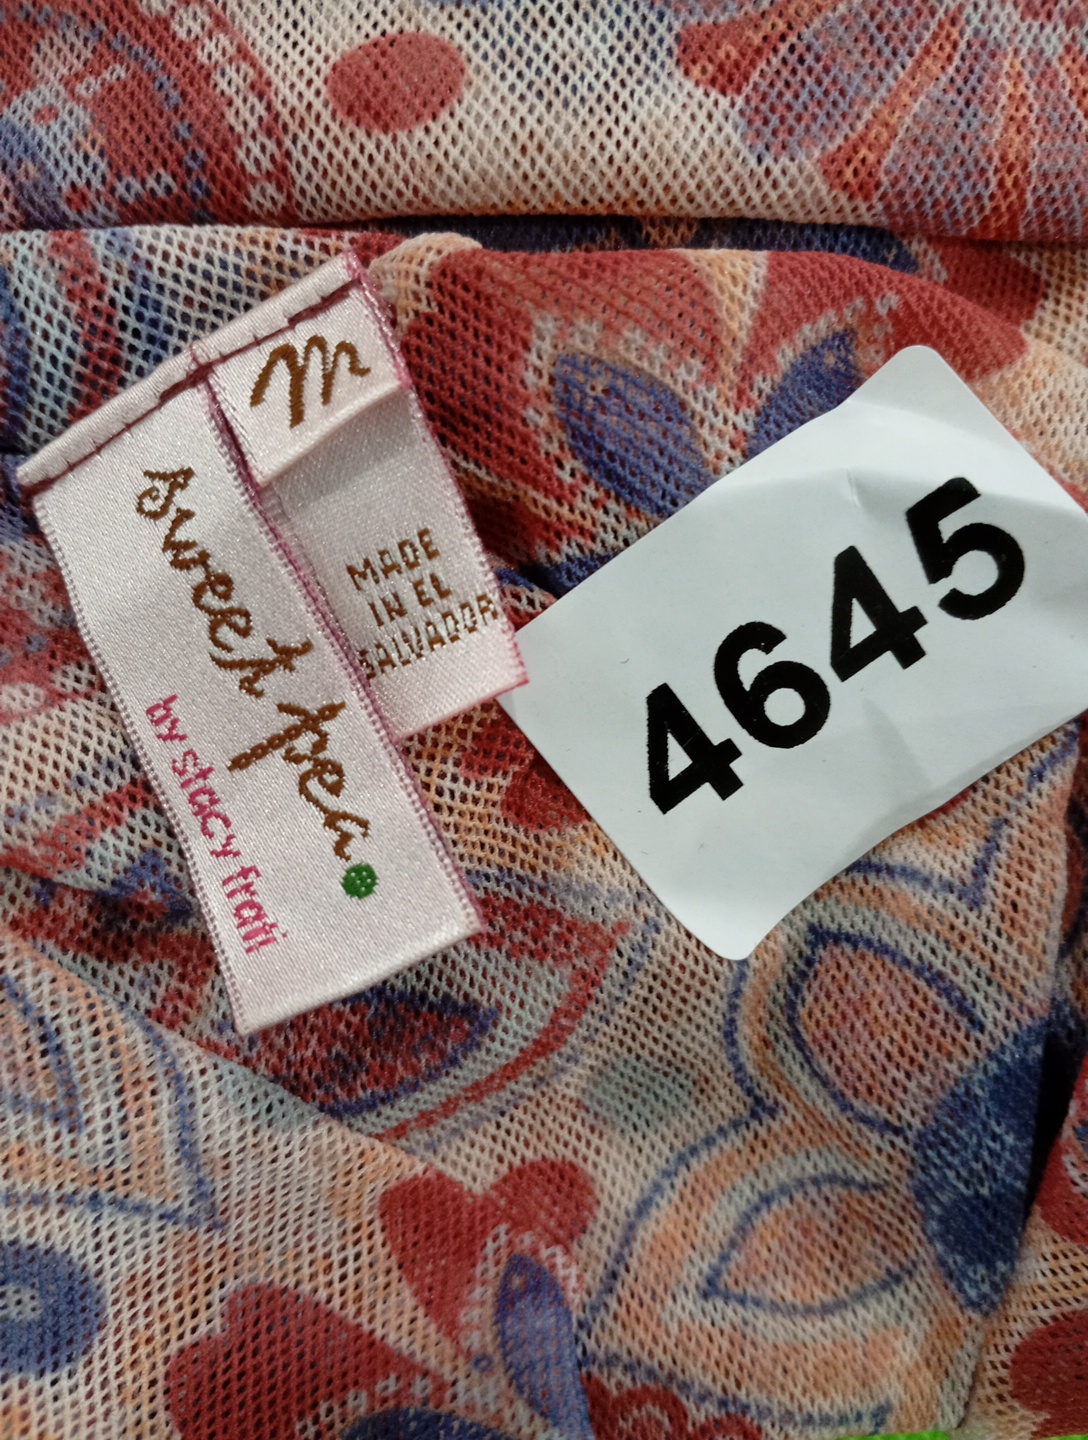 M
sweet pea
by stacy frati
MADE
IN EL
SALVADOR
4645